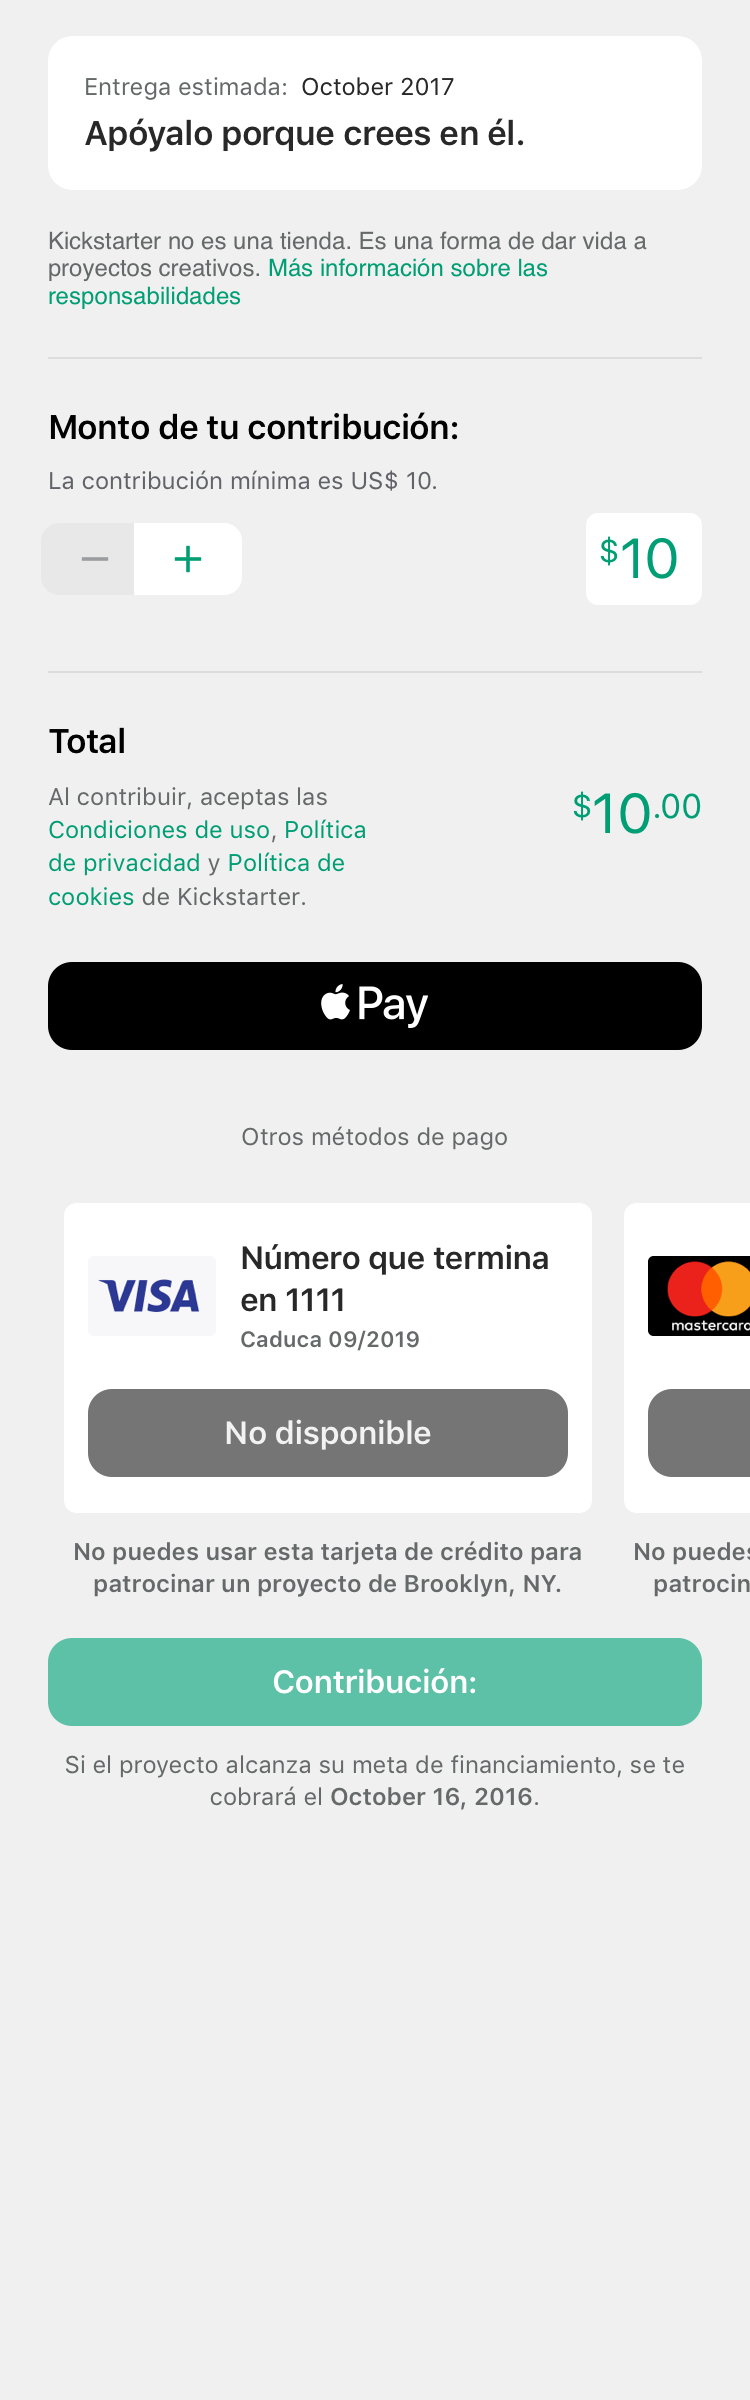 Entrega estimada: October 2017
Apóyalo porque crees en él.
Kickstarter no es una tienda. Es una forma de dar vida a
proyectos creativos. Más información sobre las
responsabilidades
Monto de tu contribución:
La contribución mínima es US$ 10.
− +
$10
Total
Al contribuir, aceptas las
Condiciones de uso, Política
de privacidad y Política de
cookies de Kickstarter.
$10.00
Pay
Otros métodos de pago
VISA
Número que termina
en 1111
Caduca 09/2019
No disponible
No puedes usar esta tarjeta de crédito para
patrocinar un proyecto de Brooklyn, NY.
mastercard
No puedes
patrocin
Contribución:
Si el proyecto alcanza su meta de financiamiento, se te
cobrará el October 16, 2016.